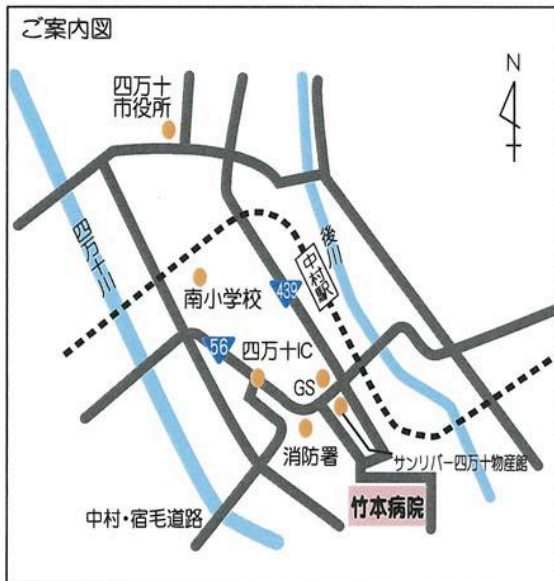 ご案内図
N
四万十
市役所
四万十川
後川
中村駅
南小学校
439
56
四万十IC
GS
消防署
サンリバー四万十物産館
竹本病院
中村・宿毛道路